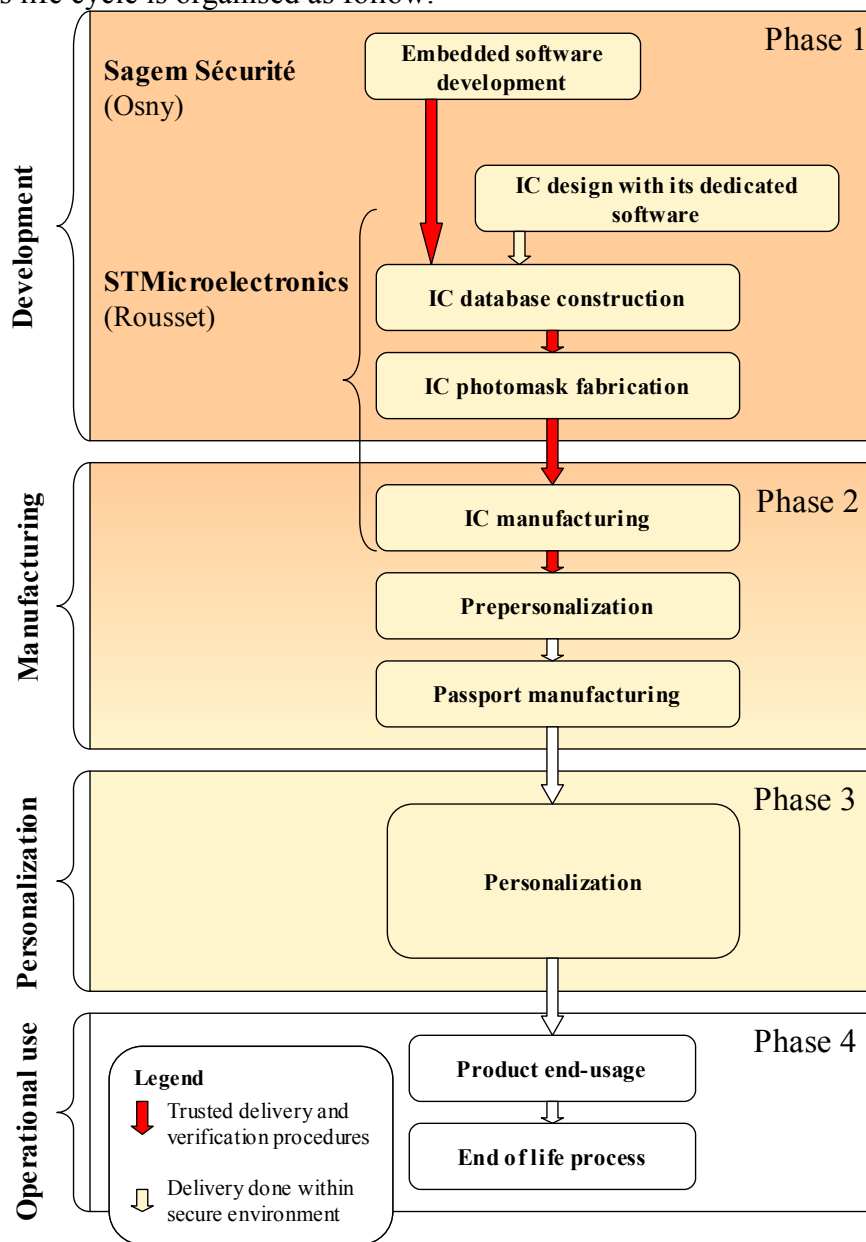 s life cycle is organised as follow:
Phase 1
Embedded software
development
Sagem Sécurité
(Osny)
IC design with its dedicated
software
Development
STMicroelectronics
(Rousset)
IC database construction
IC photomask fabrication
Phase 2
Manufacturing
IC manufacturing
Prepersonalization
Passport manufacturing
Phase 3
Personalization
Personalization
Phase 4
Operational use
Product end-usage
End of life process
Legend
Trusted delivery and
verification procedures
Delivery done within
secure environment